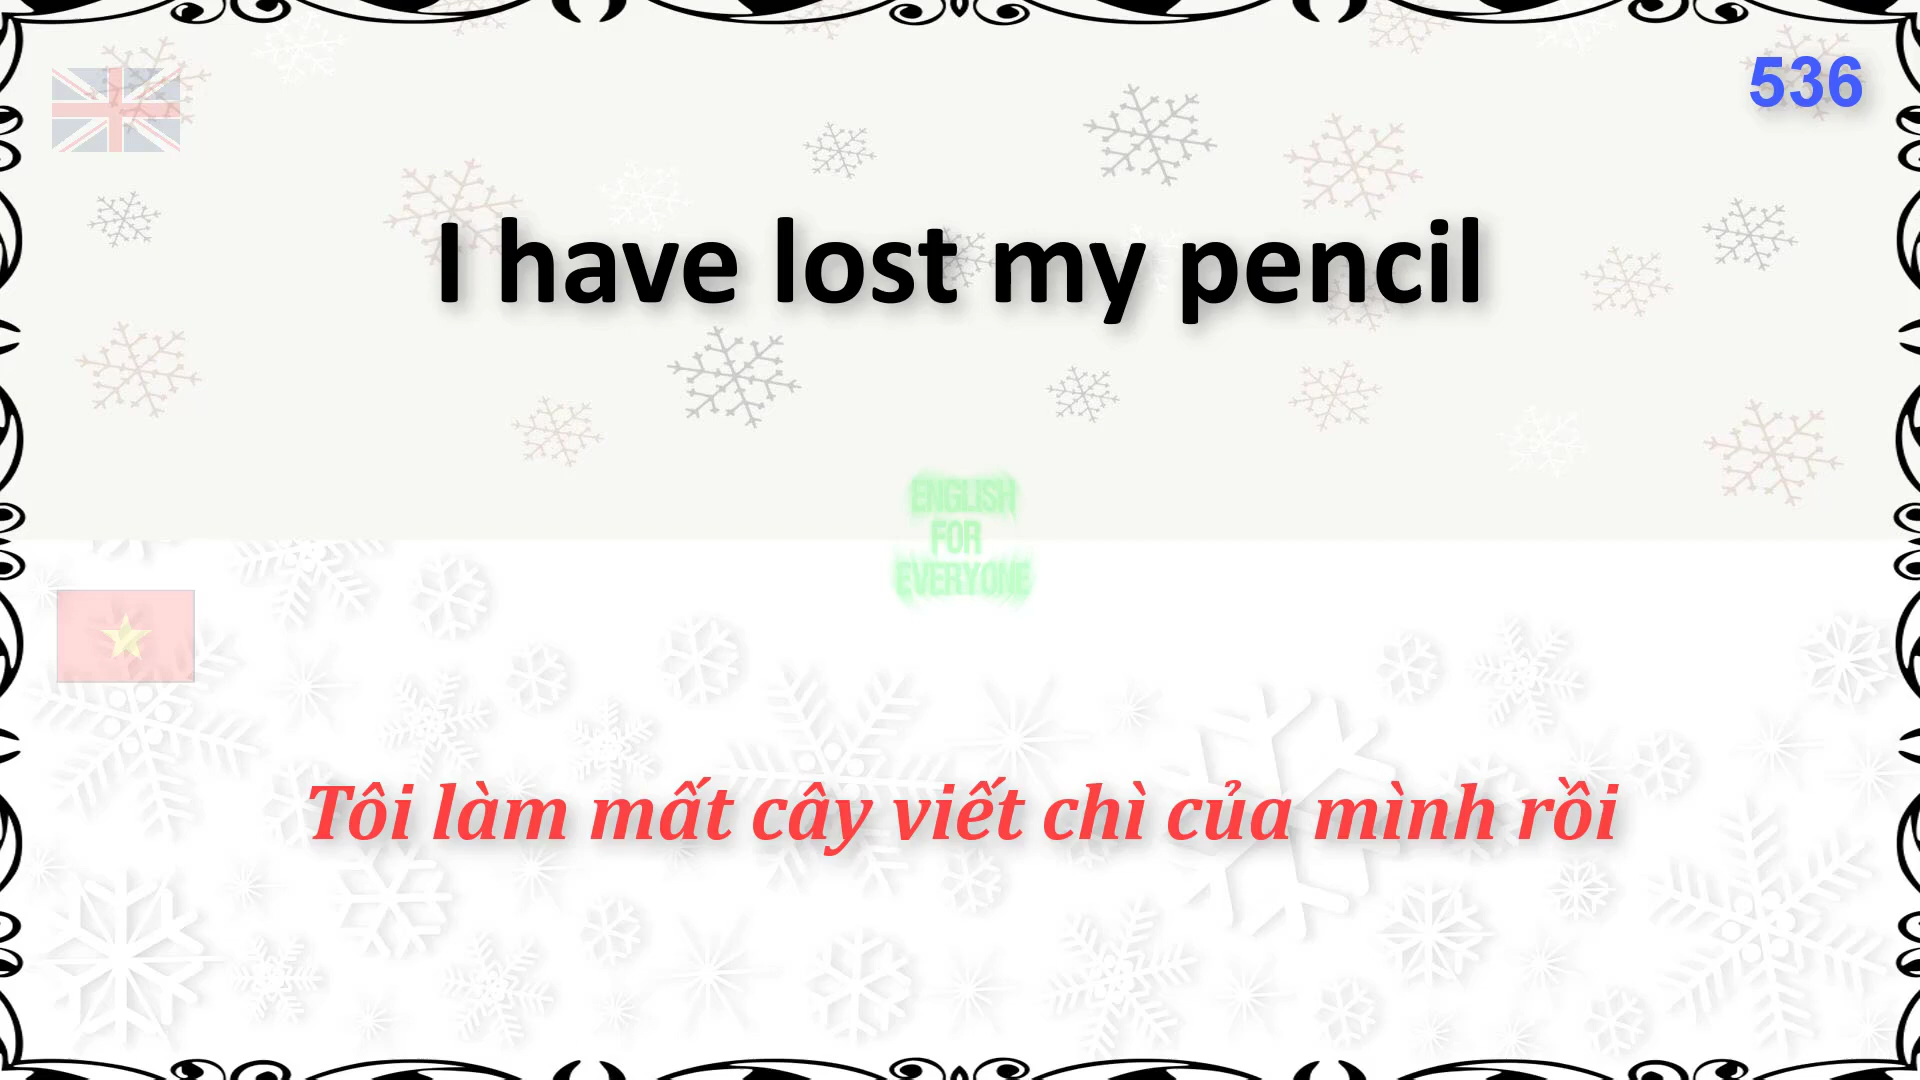 536
I have lost my pencil
ENGLISH
FOR
EVERYONE
Tôi làm mất cây viết chì của mình rồi